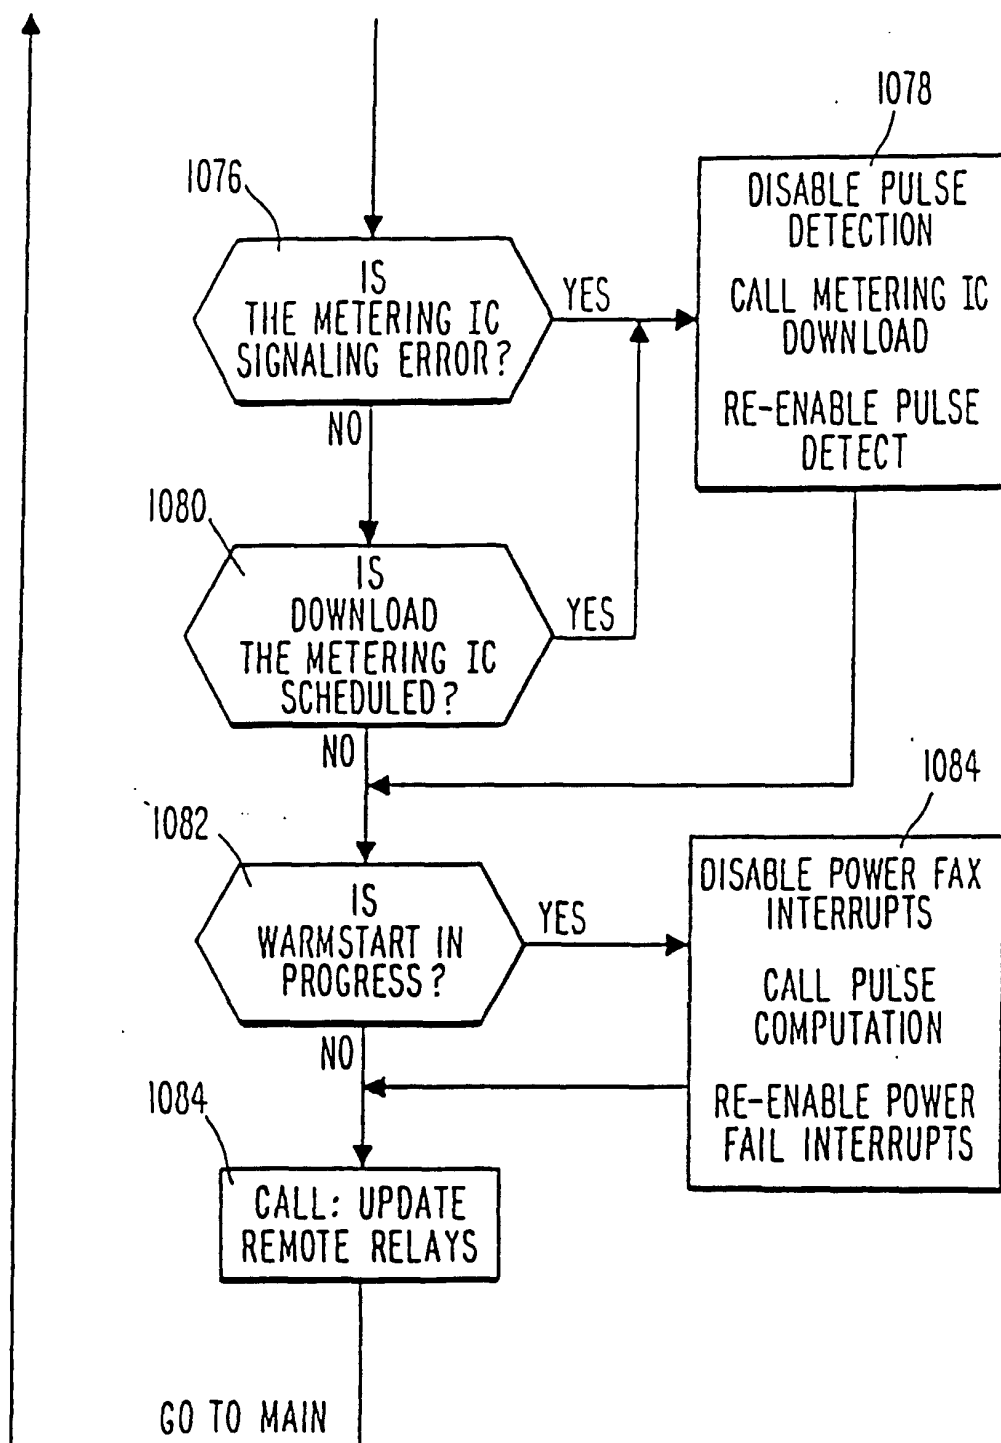 1078
DISABLE PULSE
DETECTION
CALL METERING IC
DOWNLOAD
RE-ENABLE PULSE
DETECT
1076
IS
THE METERING IC
SIGNALING ERROR?
YES
NO
1080
IS
DOWNLOAD
THE METERING IC
SCHEDULED?
YES
NO
1082
IS
WARMSTART IN
PROGRESS?
YES
NO
1084
DISABLE POWER FAX
INTERRUPTS
CALL PULSE
COMPUTATION
RE-ENABLE POWER
FAIL INTERRUPTS
1084
CALL: UPDATE
REMOTE RELAYS
GO TO MAIN